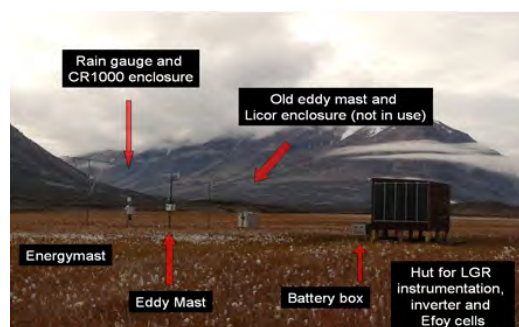 Rain gauge and
CR1000 enclosure
Old eddy mast and
Licor enclosure (not in use)
Energymast
Eddy Mast
Battery box
Hut for LGR
instrumentation,
inverter and
Efoy cells